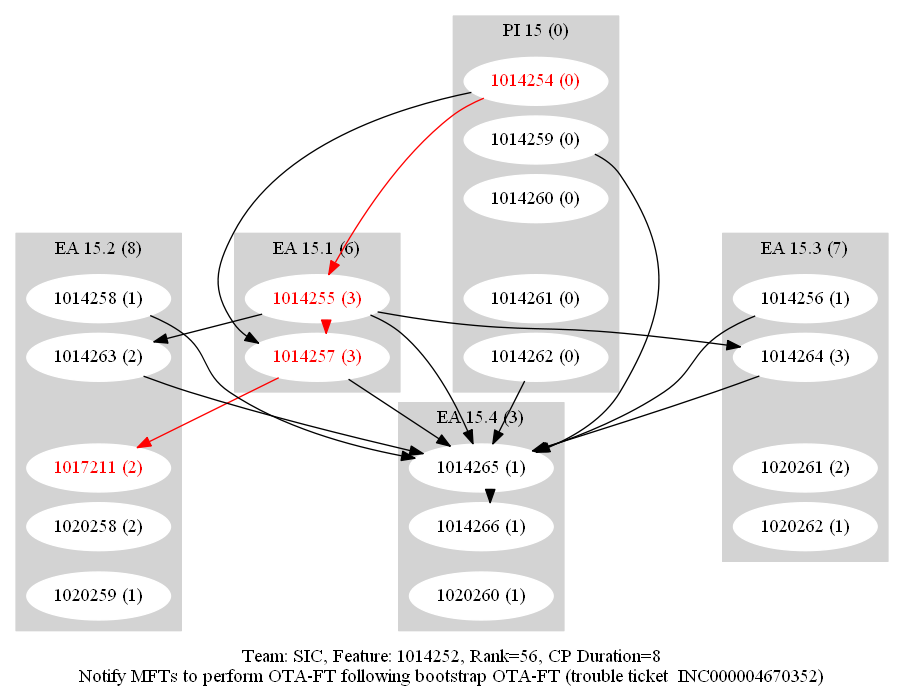 PI 15 (0)
1014254 (0)
1014259 (0)
1014260 (0)
1014261 (0)
1014262 (0)
EA 15.2 (8)
1014258 (1)
1014263 (2)
1017211 (2)
1020258 (2)
1020259 (1)
EA 15.1 (6)
1014255 (3)
1014257 (3)
EA 15.3 (7)
1014256 (1)
1014264 (3)
1020261 (2)
1020262 (1)
EA 15.4 (3)
1014265 (1)
1014266 (1)
1020260 (1)
Team: SIC, Feature: 1014252, Rank=56, CP Duration=8
Notify MFTs to perform OTA-FT following bootstrap OTA-FT (trouble ticket  INC000004670352)